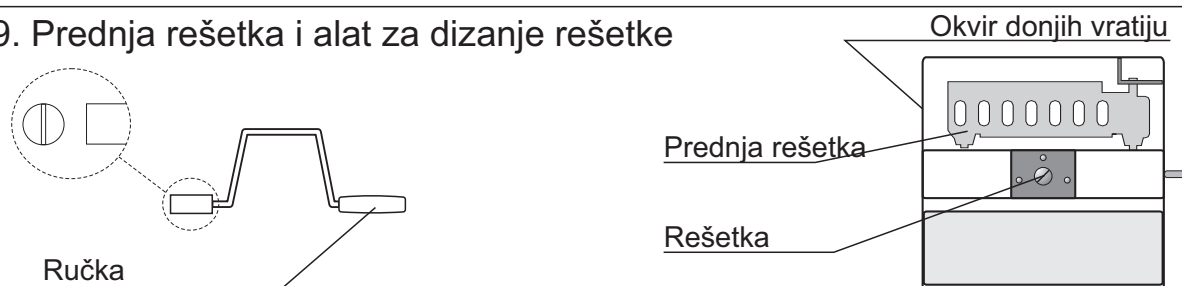 9. Prednja rešetka i alat za dizanje rešetke
Okvir donjih vratiju
Prednja rešetka
Rešetka
Ručka